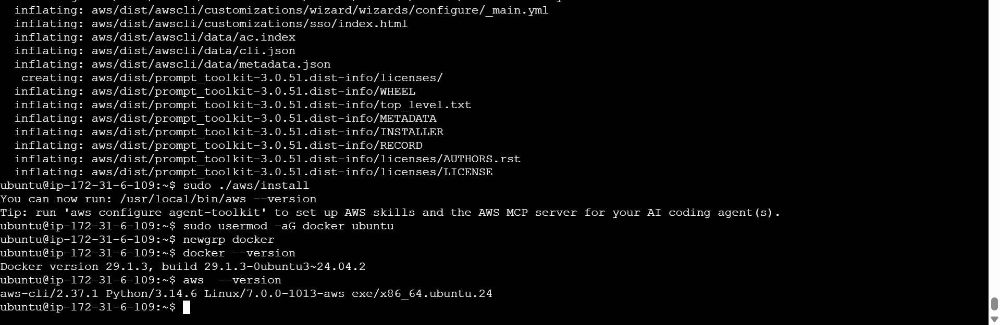 inflating: aws/dist/awscli/customizations/wizard/wizards/configure/_main.yml
inflating: aws/dist/awscli/customizations/sso/index.html
inflating: aws/dist/awscli/data/ac.index
inflating: aws/dist/awscli/data/cli.json
inflating: aws/dist/awscli/data/metadata.json
creating: aws/dist/prompt_toolkit-3.0.51.dist-info/licenses/
inflating: aws/dist/prompt_toolkit-3.0.51.dist-info/WHEEL
inflating: aws/dist/prompt_toolkit-3.0.51.dist-info/top_level.txt
inflating: aws/dist/prompt_toolkit-3.0.51.dist-info/METADATA
inflating: aws/dist/prompt_toolkit-3.0.51.dist-info/INSTALLER
inflating: aws/dist/prompt_toolkit-3.0.51.dist-info/RECORD
inflating: aws/dist/prompt_toolkit-3.0.51.dist-info/licenses/AUTHORS.rst
inflating: aws/dist/prompt_toolkit-3.0.51.dist-info/licenses/LICENSE
ubuntu@ip-172-31-6-109:~$ sudo ./aws/install
You can now run: /usr/local/bin/aws --version
Tip: run 'aws configure agent-toolkit' to set up AWS skills and the AWS MCP server for your AI coding agent(s).
ubuntu@ip-172-31-6-109:~$ sudo usermod -aG docker ubuntu
ubuntu@ip-172-31-6-109:~$ newgrp docker
ubuntu@ip-172-31-6-109:~$ docker --version
Docker version 29.1.3, build 29.1.3-0ubuntu3~24.04.2
ubuntu@ip-172-31-6-109:~$ aws  --version
aws-cli/2.37.1 Python/3.14.6 Linux/7.0.0-1013-aws exe/x86_64.ubuntu.24
ubuntu@ip-172-31-6-109:~$